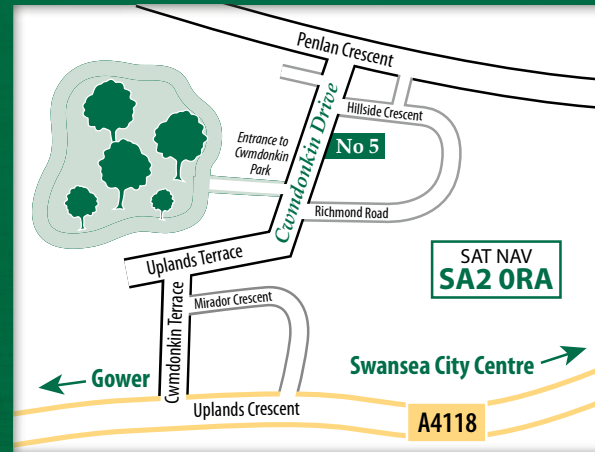 Penlan Crescent
Hillside Crescent
Cwmdonkin Drive
Entrance to
Cwmdonkin
Park
No 5
Richmond Road
Uplands Terrace
SAT NAV
SA2 0RA
Mirador Crescent
Cwmdonkin Terrace
Swansea City Centre
Gower
Uplands Crescent
A4118